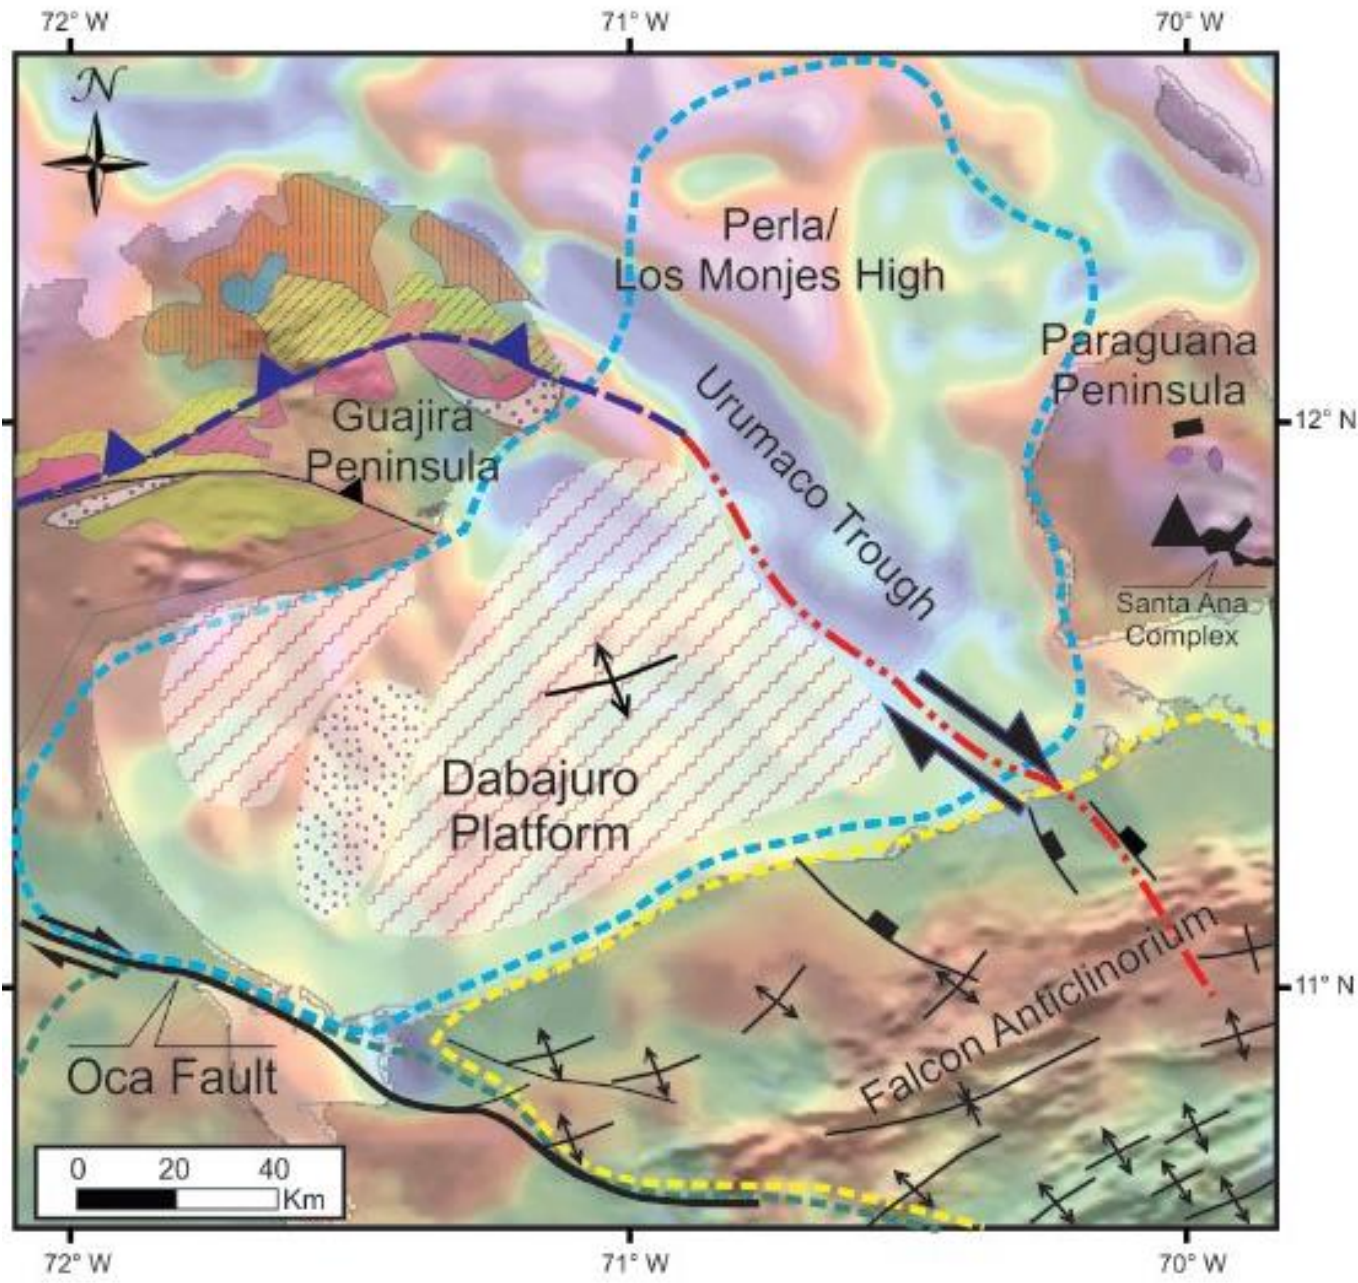 72° W
71° W
70° W
N
Perla/
Los Monjes High
Paraguana
Peninsula
Urumaco Trough
Guajira
Peninsula
12° N
Santa Ana
Complex
Dabajuro
Platform
Falcon Anticlinorium
11° N
Oca Fault
0 20 40
Km
72° W
71° W
70° W